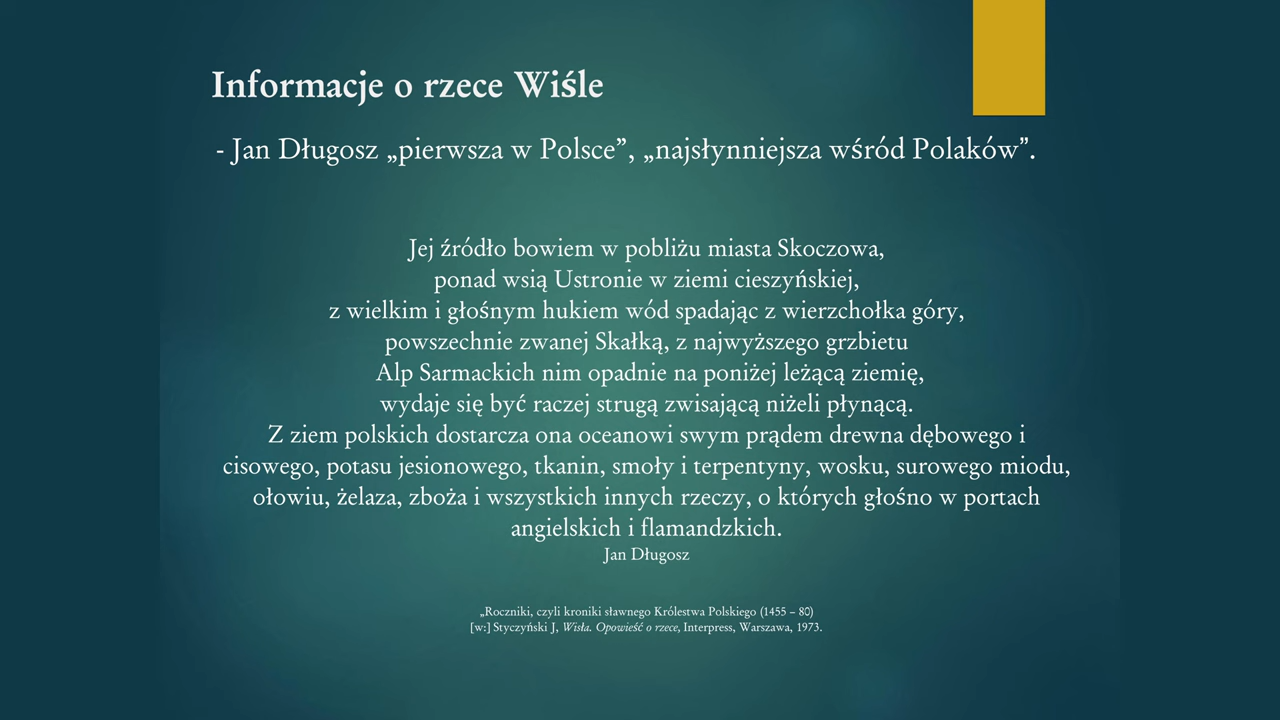 Informacje o rzece Wiśle
- Jan Długosz „pierwsza w Polsce”, „najsłynniejsza wśród Polaków”.
Jej źródło bowiem w pobliżu miasta Skoczowa,
ponad wsią Ustronie w ziemi cieszyńskiej,
z wielkim i głośnym hukiem wód spadając z wierzchołka góry,
powszechnie zwanej Skałką, z najwyższego grzbietu
Alp Sarmackich nim opadnie na poniżej leżącą ziemię,
wydaje się być raczej strugą zwisającą niżeli płynącą.
Z ziem polskich dostarcza ona oceanowi swym prądem drewna dębowego i
cisowego, potasu jesionowego, tkanin, smoły i terpentyny, wosku, surowego miodu,
ołowiu, żelaza, zboża i wszystkich innych rzeczy, o których głośno w portach
angielskich i flamandzkich.
Jan Długosz
„Roczniki, czyli kroniki sławnego Królestwa Polskiego (1455 – 80)
[w:] Styczyński J, Wisła. Opowieść o rzece, Interpress, Warszawa, 1973.